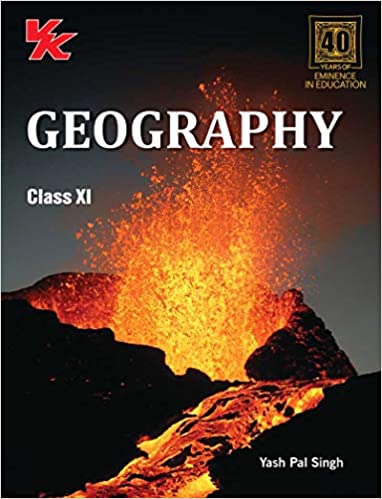 VK
40
YEARS OF
EMINENCE
IN EDUCATION
GEOGRAPHY
Class XI
Yash Pal Singh